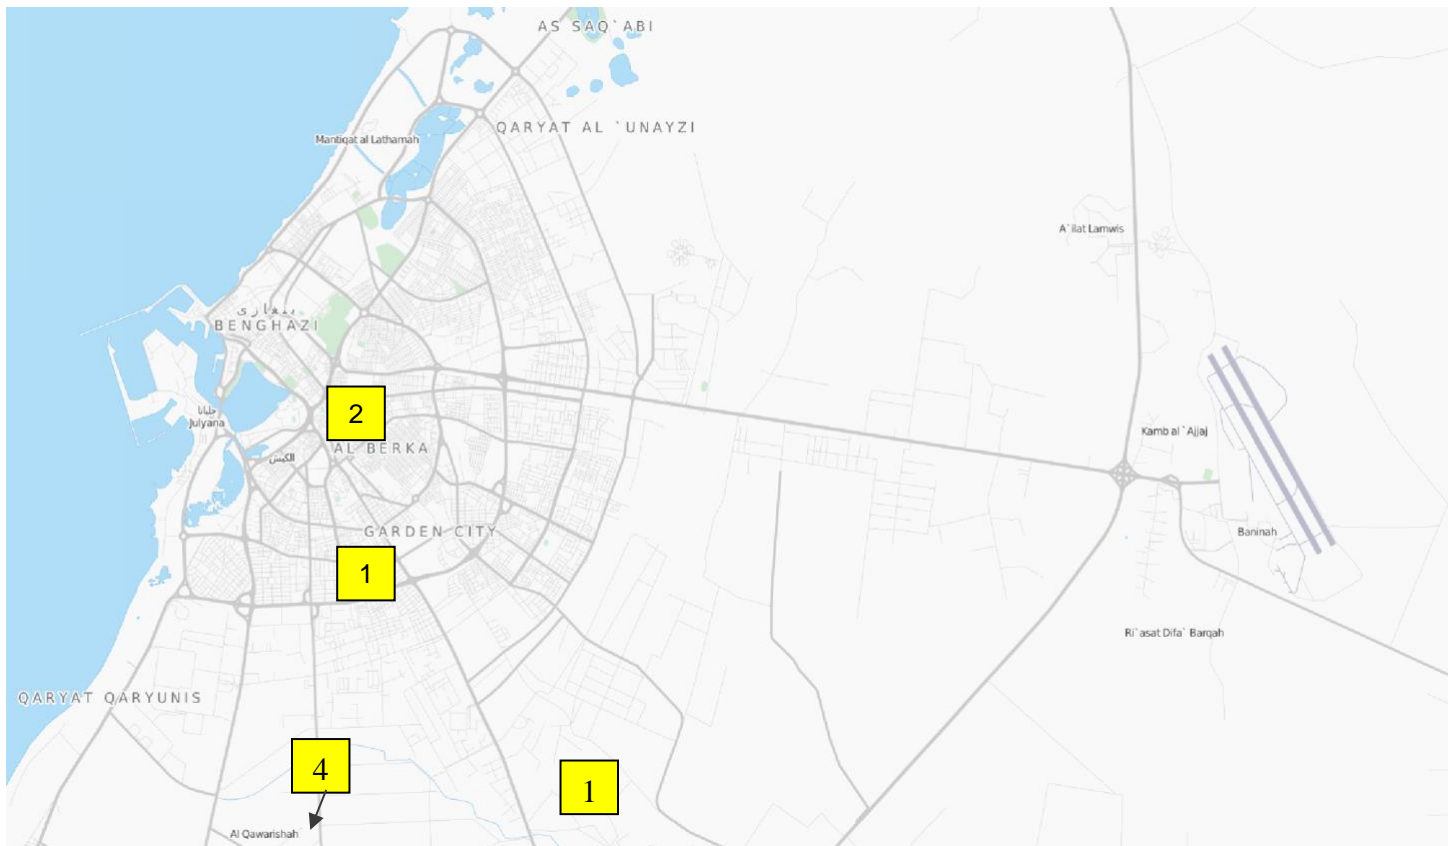 AS SAQ`ABI
QARYAT AL `UNAYZI
Mantiqat al Lathamah
A`ilat Lamwis
بنغازي
BENGHAZI
2
جليانا
Julyana
Kamb al `Ajjaj
AL BERKA
الكيش
GARDEN CITY
Baninah
1
Ri`asat Difa` Barqah
QARYAT QARYUNIS
4
1
Al Qawarishah